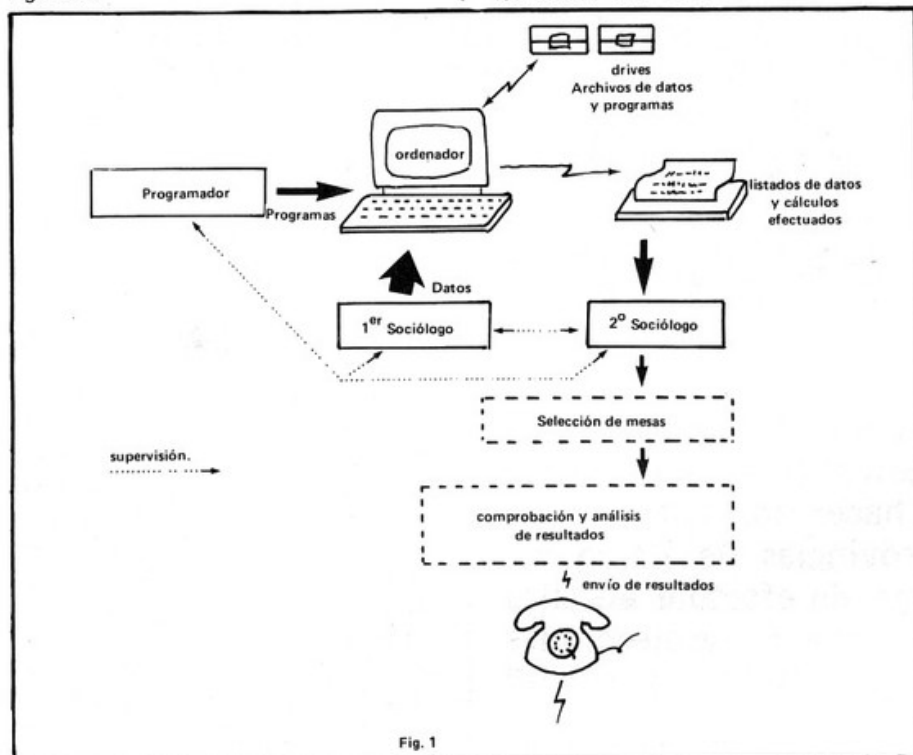 drives
Archivos de datos
y programas
ordenador
Programador
Programas
listados de datos
y cálculos
efectuados
Datos
1er Sociólogo
2o Sociólogo
Selección de mesas
supervisión.
comprobación y análisis
de resultados
envío de resultados
Fig. 1